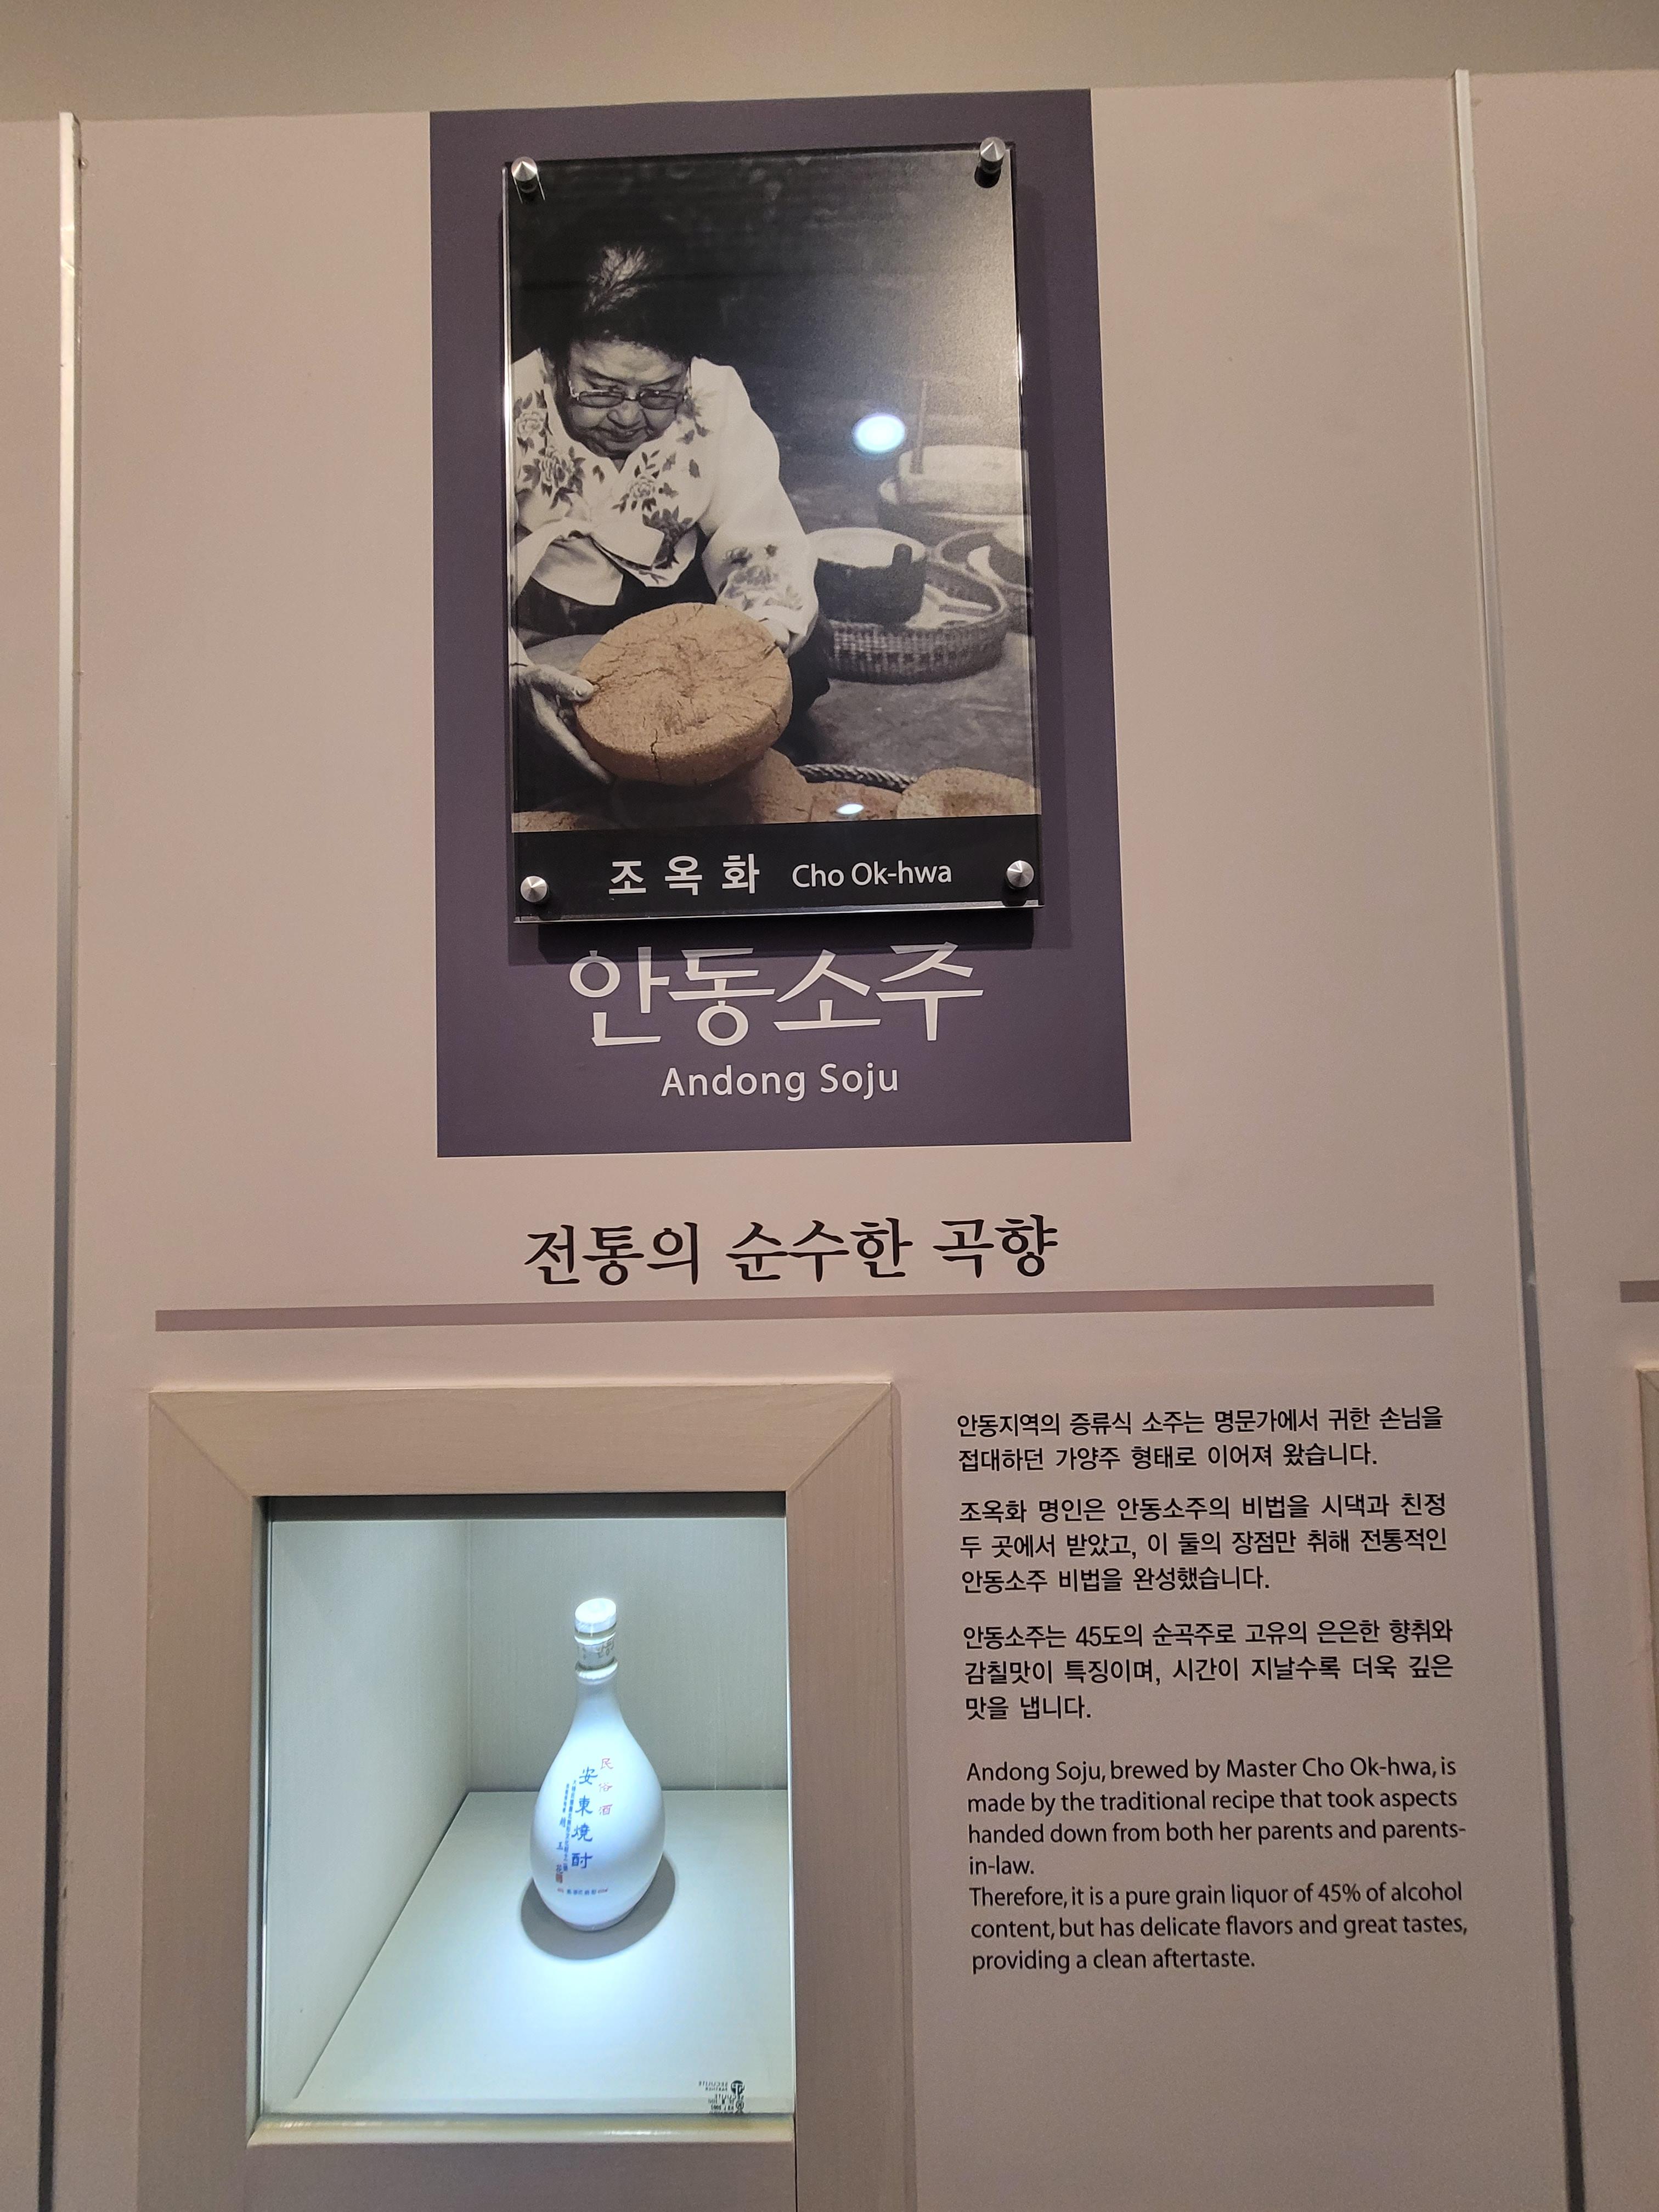 조옥화 Cho Ok-hwa
안동소주
Andong Soju
전통의 순수한 곡향
안동지역의 증류식 소주는 명문가에서 귀한 손님을
접대하던 가양주 형태로 이어져 왔습니다.
조옥화 명인은 안동소주의 비법을 시댁과 친정
두 곳에서 받았고, 이 둘의 장점만 취해 전통적인
안동소주 비법을 완성했습니다.
안동소주는 45도의 순곡주로 고유의 은은한 향취와
감칠맛이 특징이며, 시간이 지날수록 더욱 깊은
맛을 냅니다.
Andong Soju, brewed by Master Cho Ok-hwa, is
made by the traditional recipe that took aspects
handed down from both her parents and parents-
in-law.
Therefore, it is a pure grain liquor of 45% of alcohol
content, but has delicate flavors and great tastes,
providing a clean aftertaste.
民俗酒
安東燒酎